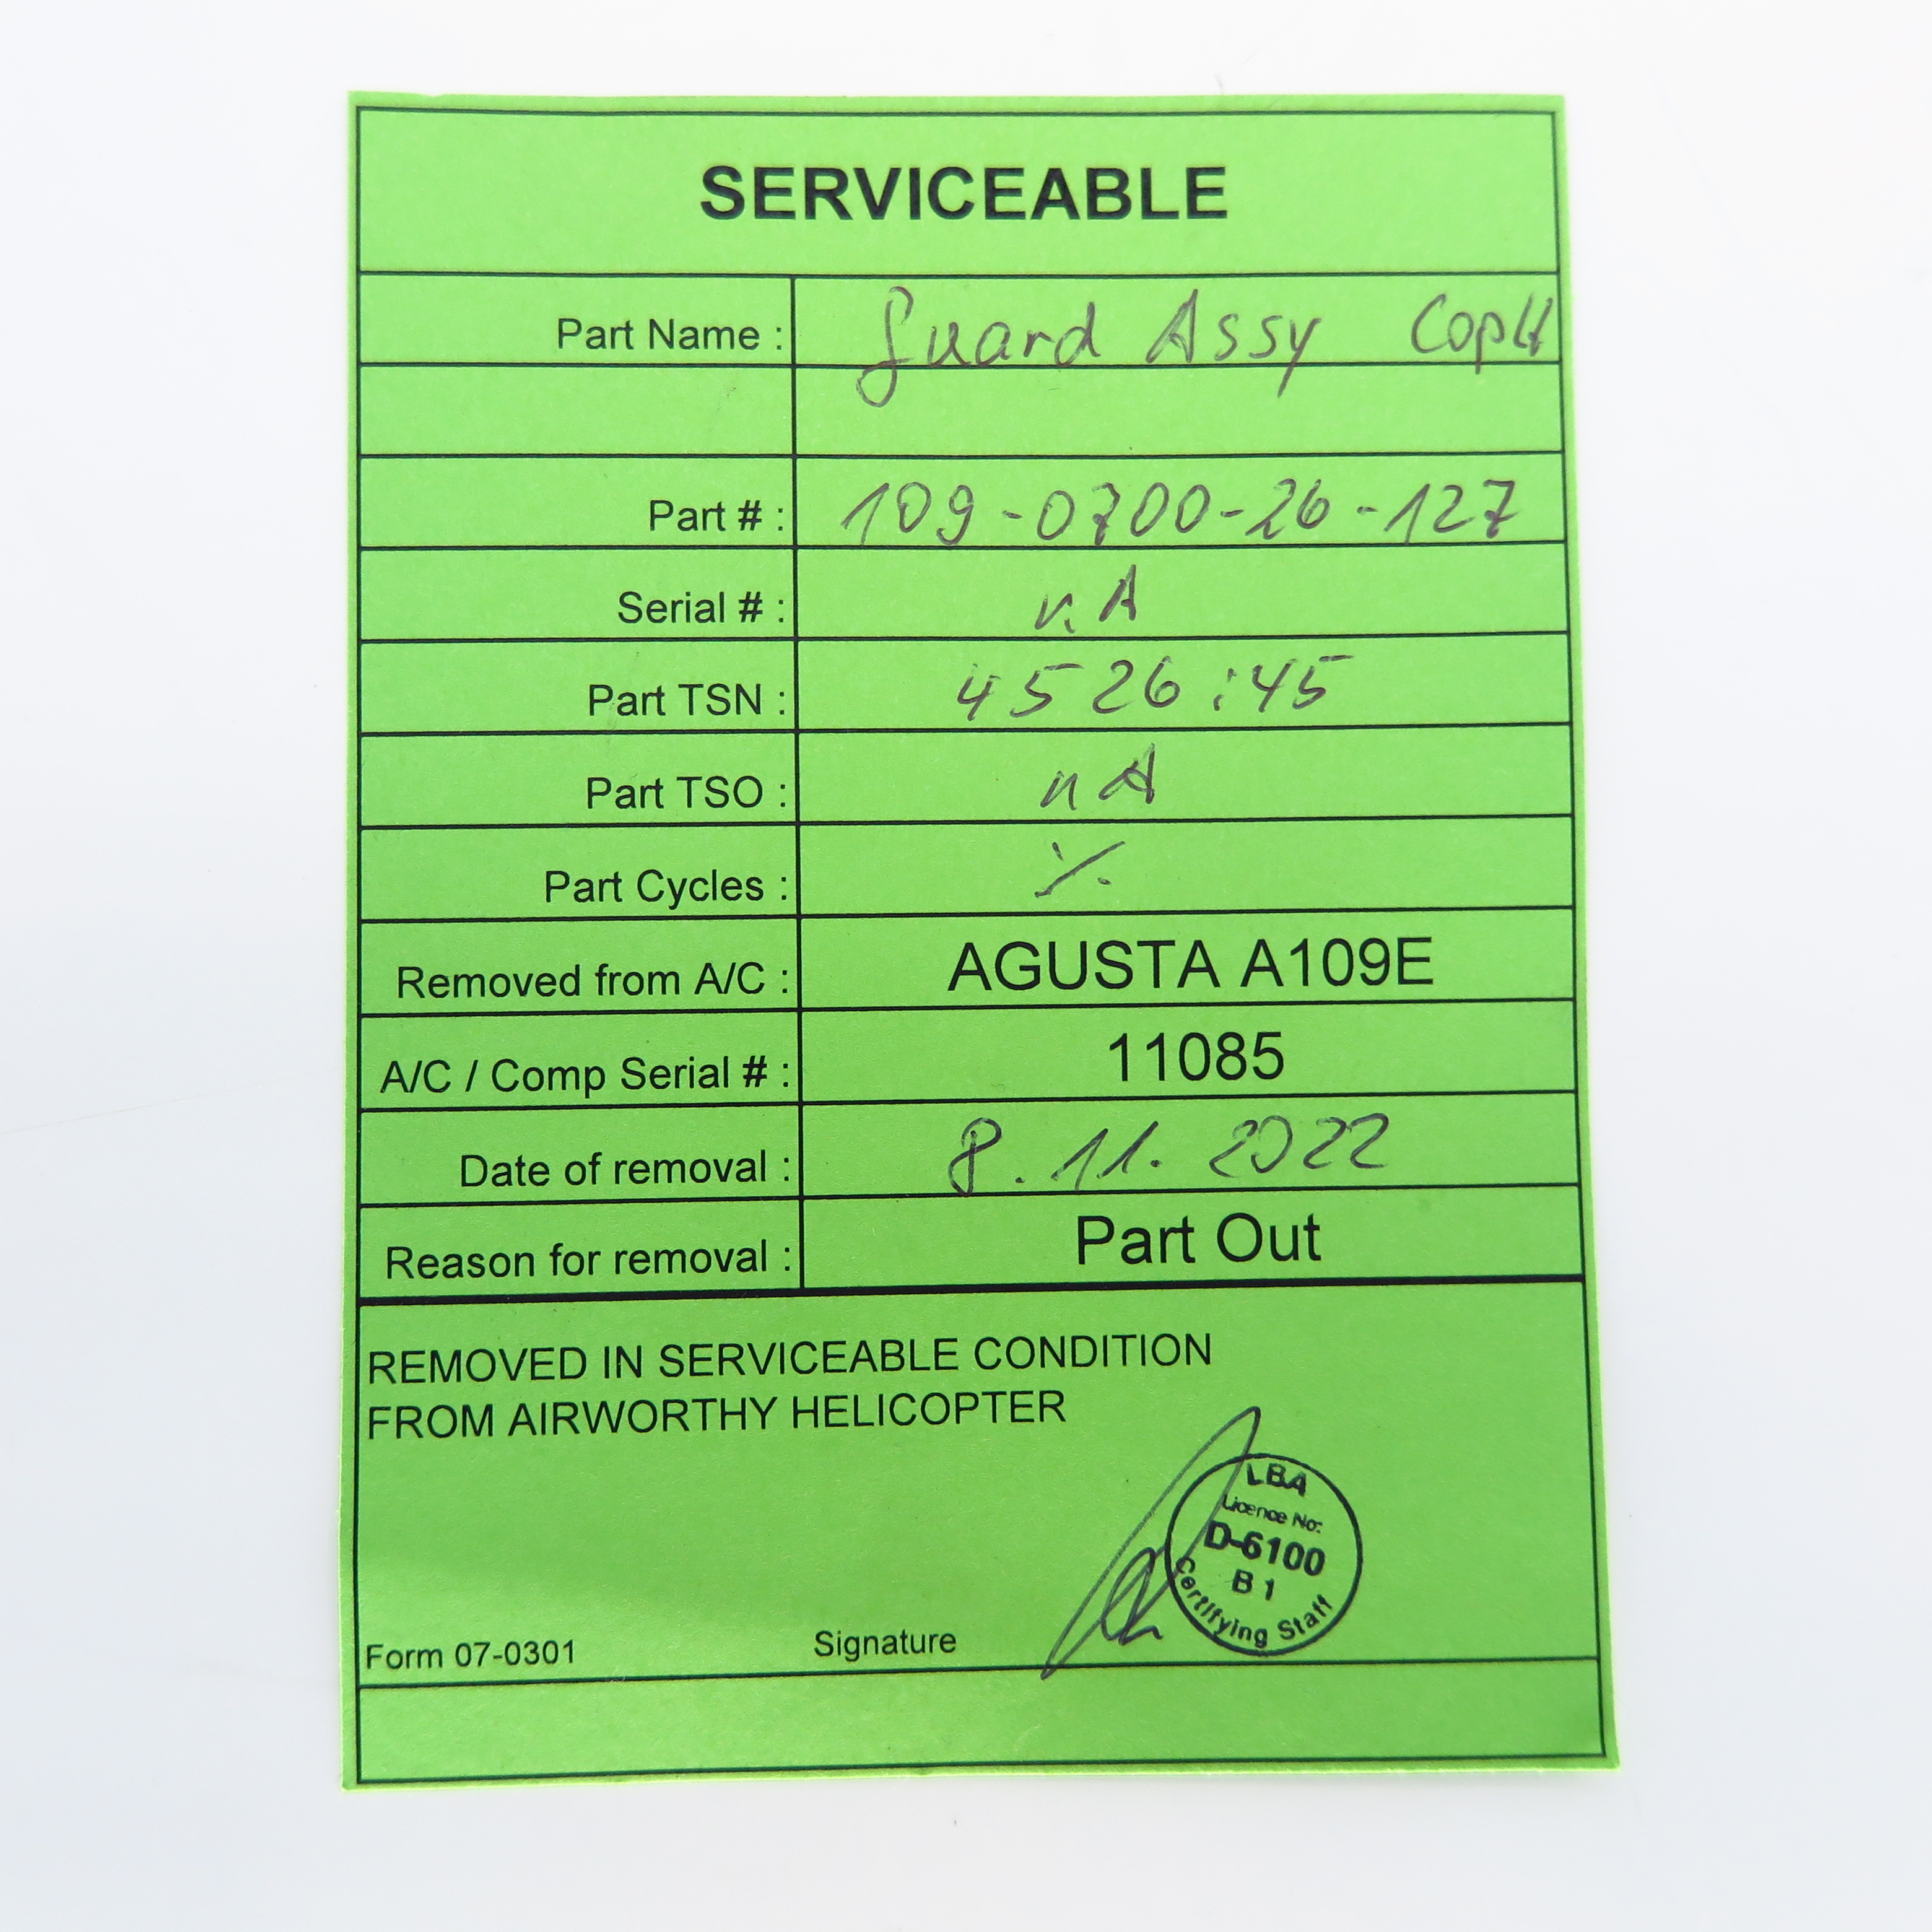 SERVICEABLE
Part Name : Guard Assy CopH
Part # : 109-0700-26-127
Serial # : n.A
Part TSN : 4526:45
Part TSO : nA
Part Cycles : ⁒
Removed from A/C : AGUSTA A109E
A/C / Comp Serial # : 11085
Date of removal : 8.11.2022
Reason for removal : Part Out
REMOVED IN SERVICEABLE CONDITION
FROM AIRWORTHY HELICOPTER
LBA
Licence No:
D-6100
B 1
Certifying Staff
Form 07-0301 Signature